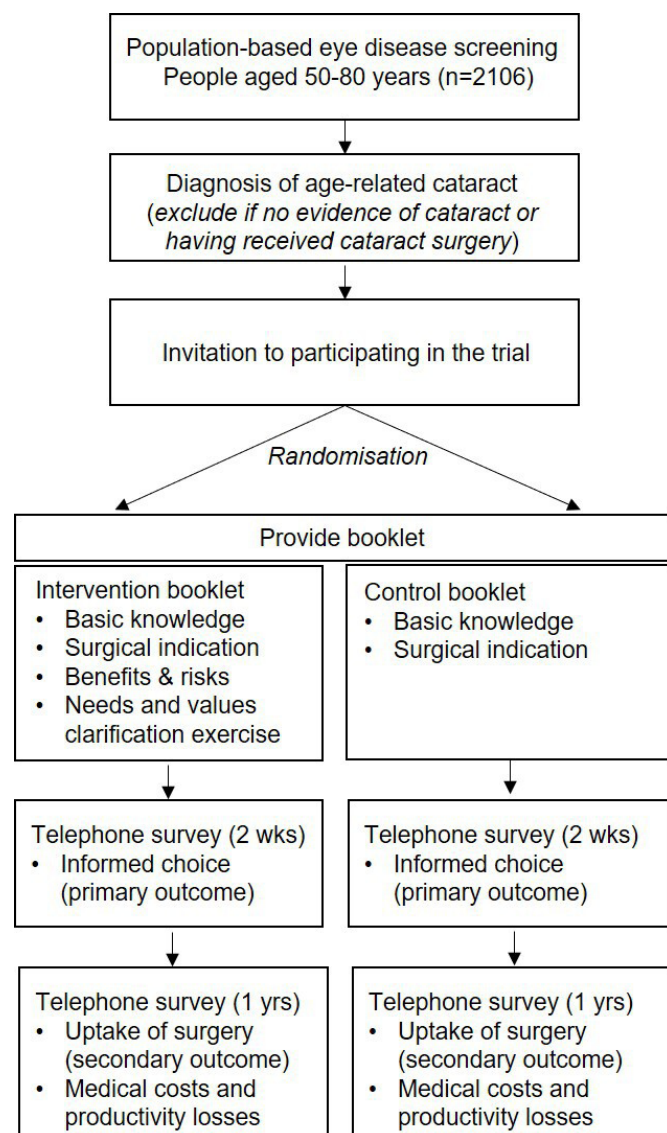 Population-based eye disease screening
People aged 50-80 years (n=2106)
Diagnosis of age-related cataract
(exclude if no evidence of cataract or
having received cataract surgery)
Invitation to participating in the trial
Randomisation
Provide booklet
Intervention booklet
• Basic knowledge
• Surgical indication
• Benefits & risks
• Needs and values
clarification exercise
Control booklet
• Basic knowledge
• Surgical indication
Telephone survey (2 wks)
• Informed choice
(primary outcome)
Telephone survey (2 wks)
• Informed choice
(primary outcome)
Telephone survey (1 yrs)
• Uptake of surgery
(secondary outcome)
• Medical costs and
productivity losses
Telephone survey (1 yrs)
• Uptake of surgery
(secondary outcome)
• Medical costs and
productivity losses